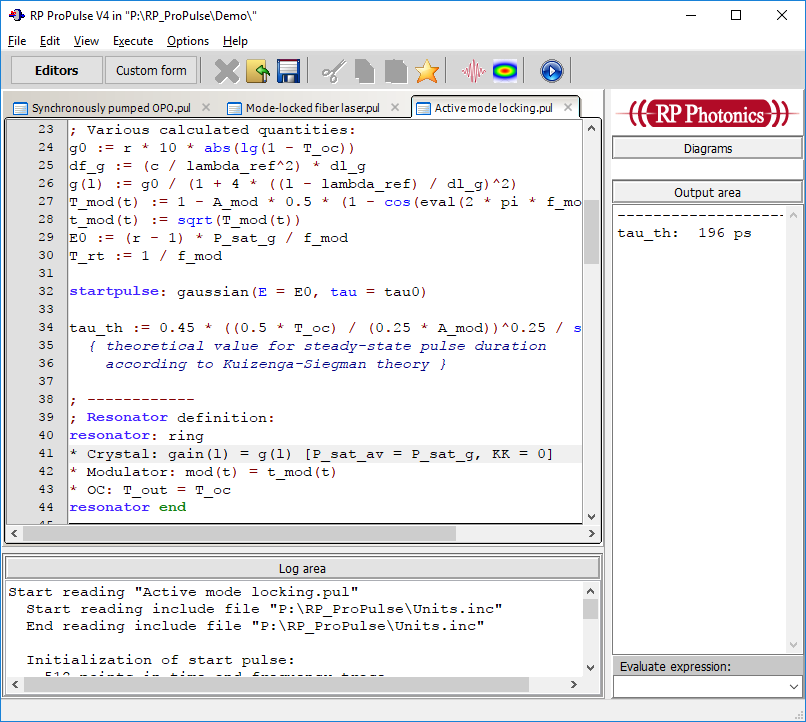 RP ProPulse V4 in "P:\RP_ProPulse\Demo\"
File Edit View Execute Options Help
Editors Custom form
Synchronously pumped OPO.pul Mode-locked fiber laser.pul Active mode locking.pul
23 ; Various calculated quantities:
24 g0 := r * 10 * abs(lg(1 - T_oc))
25 df_g := (c / lambda_ref^2) * dl_g
26 g(l) := g0 / (1 + 4 * ((l - lambda_ref) / dl_g)^2)
27 T_mod(t) := 1 - A_mod * 0.5 * (1 - cos(eval(2 * pi * f_mo
28 t_mod(t) := sqrt(T_mod(t))
29 E0 := (r - 1) * P_sat_g / f_mod
30 T_rt := 1 / f_mod
31
32 startpulse: gaussian(E = E0, tau = tau0)
33
34 tau_th := 0.45 * ((0.5 * T_oc) / (0.25 * A_mod))^0.25 / s
35 { theoretical value for steady-state pulse duration
36 according to Kuizenga-Siegman theory }
37
38 ; ------------
39 ; Resonator definition:
40 resonator: ring
41 * Crystal: gain(l) = g(l) [P_sat_av = P_sat_g, KK = 0]
42 * Modulator: mod(t) = t_mod(t)
43 * OC: T_out = T_oc
44 resonator end
Log area
Start reading "Active mode locking.pul"
Start reading include file "P:\RP_ProPulse\Units.inc"
End reading include file "P:\RP_ProPulse\Units.inc"
Initialization of start pulse:
RP Photonics
Diagrams
Output area
-------------------
tau_th: 196 ps
Evaluate expression: